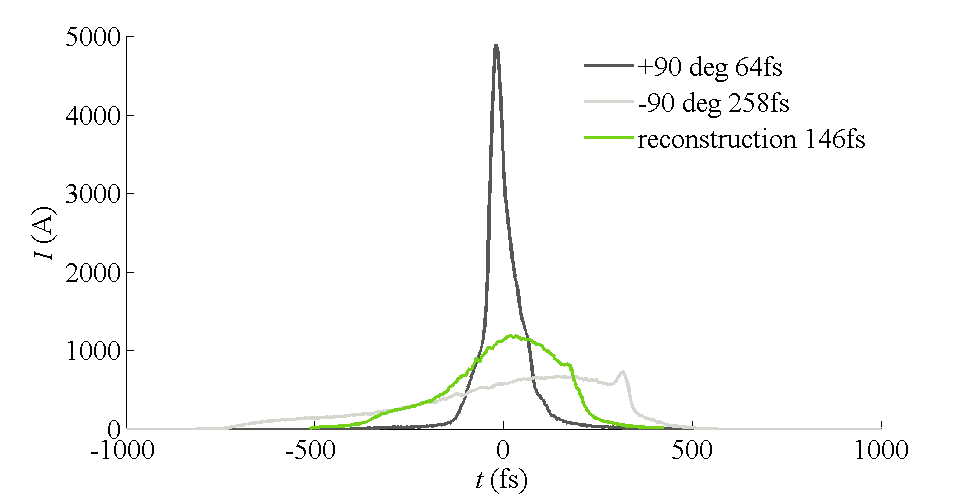 5000
4000
3000
2000
1000
0
I (A)
+90 deg 64fs
-90 deg 258fs
reconstruction 146fs
-1000 -500 0 500 1000
t (fs)